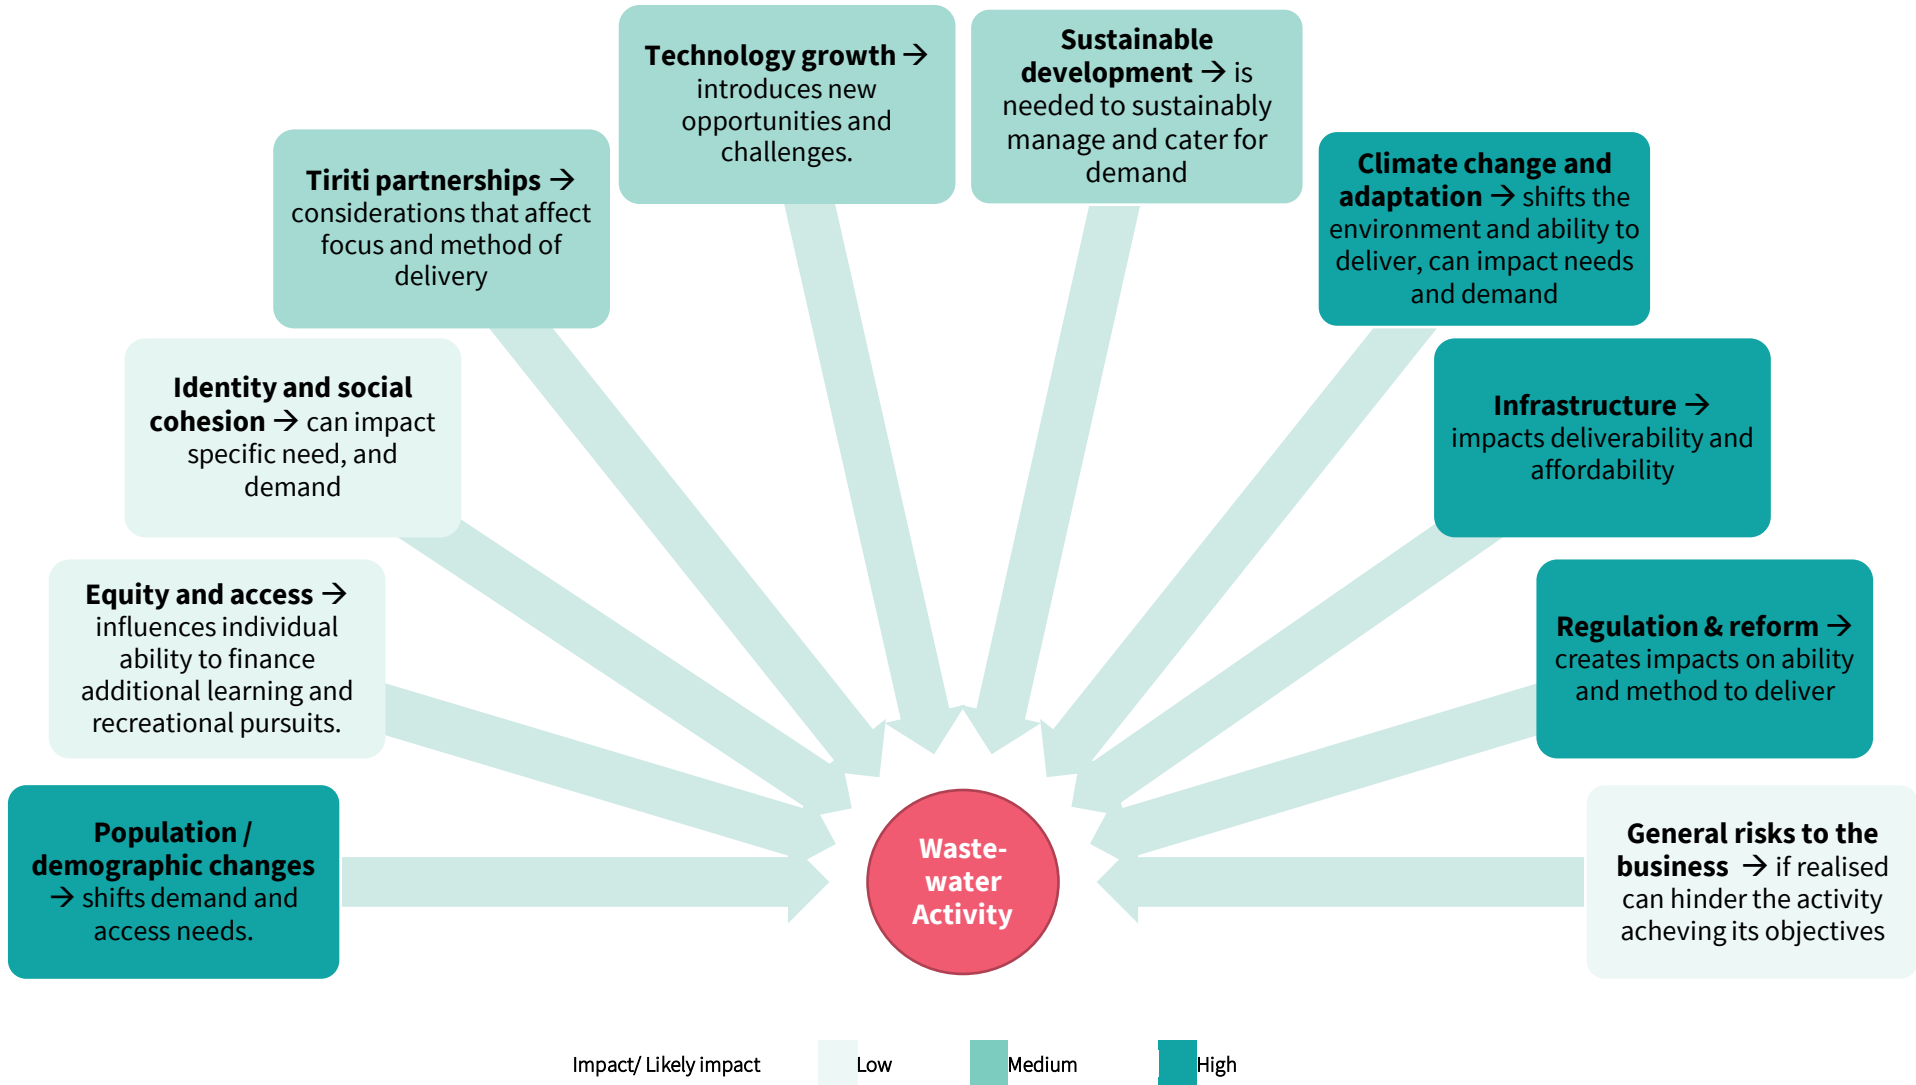 Technology growth →
introduces new
opportunities and
challenges.
Sustainable
development → is
needed to sustainably
manage and cater for
demand
Tiriti partnerships →
considerations that affect
focus and method of
delivery
Climate change and
adaptation → shifts the
environment and ability to
deliver, can impact needs
and demand
Identity and social
cohesion → can impact
specific need, and
demand
Infrastructure →
impacts deliverability and
affordability
Equity and access →
influences individual
ability to finance
additional learning and
recreational pursuits.
Regulation & reform →
creates impacts on ability
and method to deliver
Population /
demographic changes
→ shifts demand and
access needs.
Waste-
water
Activity
General risks to the
business → if realised
can hinder the activity
acheving its objectives
Impact/ Likely impact Low Medium High